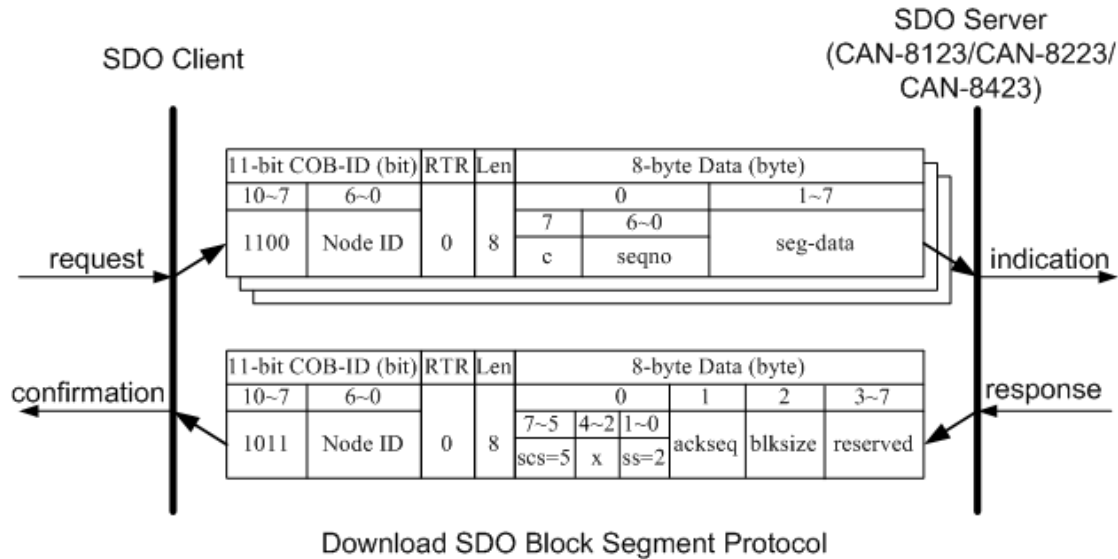 SDO Server
(CAN-8123/CAN-8223/
CAN-8423)
SDO Client
11-bit COB-ID (bit) RTR Len 8-byte Data (byte)
10~7 6~0 0 1~7
7 6~0
1100 Node ID 0 8 c seqno seg-data
request
indication
11-bit COB-ID (bit) RTR Len 8-byte Data (byte)
10~7 6~0 0 1 2 3~7
confirmation
response
7~5 4~2 1~0
1011 Node ID 0 8 scs=5 x ss=2 ackseq blksize reserved
Download SDO Block Segment Protocol